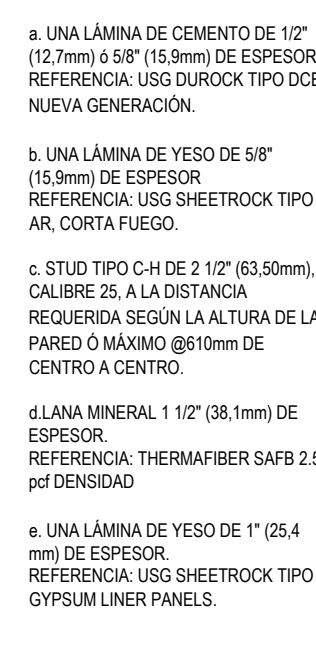 a. UNA LÁMINA DE CEMENTO DE 1/2"
(12,7mm) ó 5/8" (15,9mm) DE ESPESOR
REFERENCIA: USG DUROCK TIPO DCB
NUEVA GENERACIÓN.
b. UNA LÁMINA DE YESO DE 5/8"
(15,9mm) DE ESPESOR
REFERENCIA: USG SHEETROCK TIPO
AR, CORTA FUEGO.
c. STUD TIPO C-H DE 2 1/2" (63,50mm),
CALIBRE 25, A LA DISTANCIA
REQUERIDA SEGÚN LA ALTURA DE LA
PARED Ó MÁXIMO @610mm DE
CENTRO A CENTRO.
d.LANA MINERAL 1 1/2" (38,1mm) DE
ESPESOR.
REFERENCIA: THERMAFIBER SAFB 2.5
pcf DENSIDAD
e. UNA LÁMINA DE YESO DE 1" (25,4
mm) DE ESPESOR.
REFERENCIA: USG SHEETROCK TIPO
GYPSUM LINER PANELS.